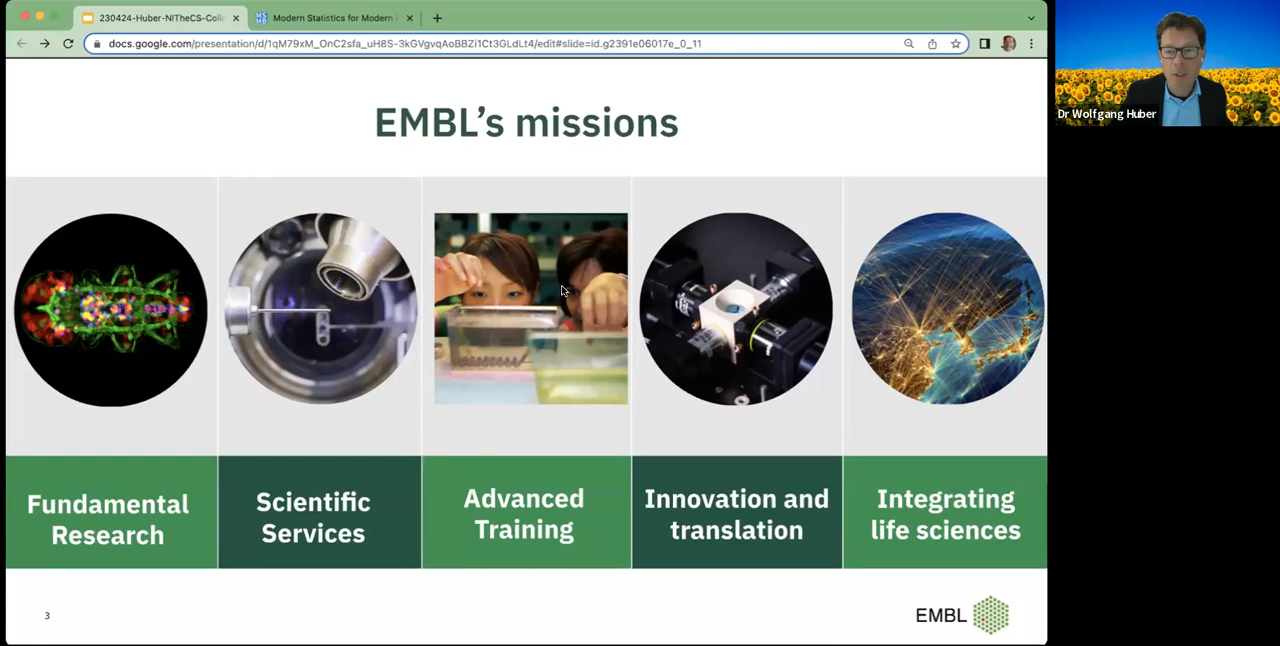 230424-Huber-NITheCS-Coll
Modern Statistics for Modern
docs.google.com/presentation/d/1qM79xM_OnC2sfa_uH8S-3kGVgvqAoBBZi1Ct3GLdLt4/edit#slide=id.g2391e06017e_0_11
Dr Wolfgang Huber
EMBL's missions
Fundamental
Research
Scientific
Services
Advanced
Training
Innovation and
translation
Integrating
life sciences
3
EMBL